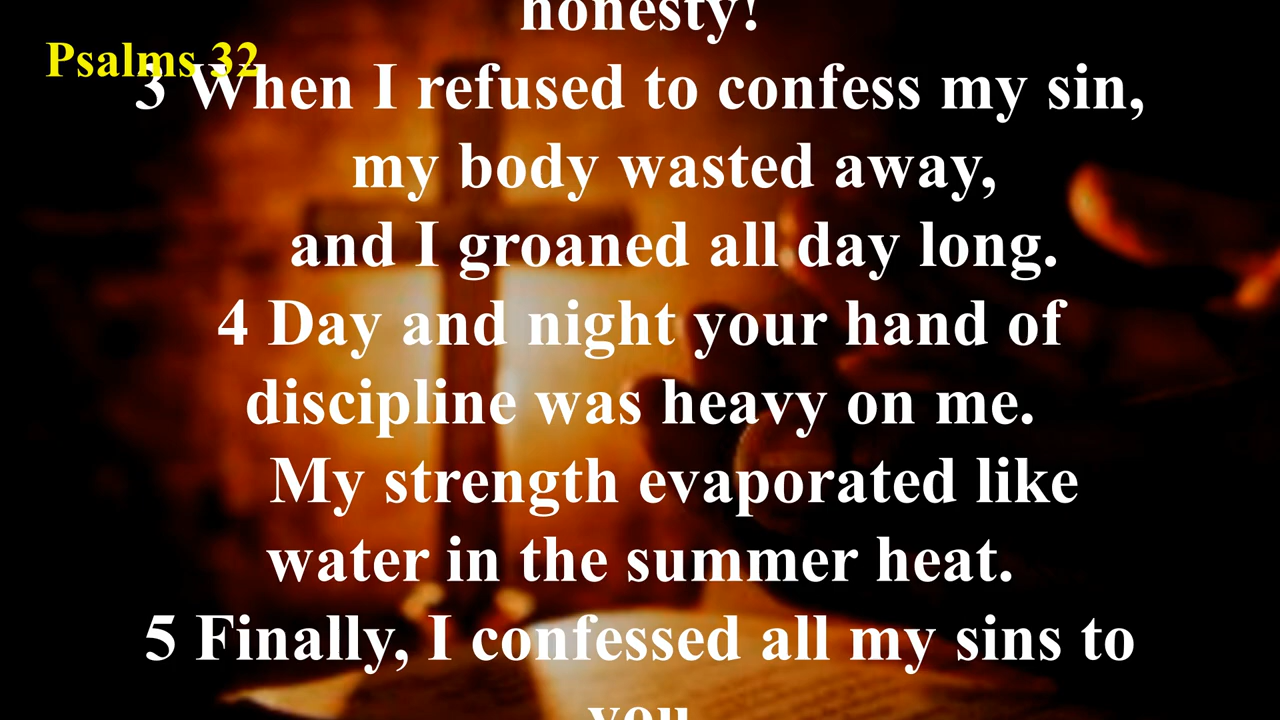 honesty!
Psalms 32
3 When I refused to confess my sin,
my body wasted away,
and I groaned all day long.
4 Day and night your hand of
discipline was heavy on me.
My strength evaporated like
water in the summer heat.
5 Finally, I confessed all my sins to
you